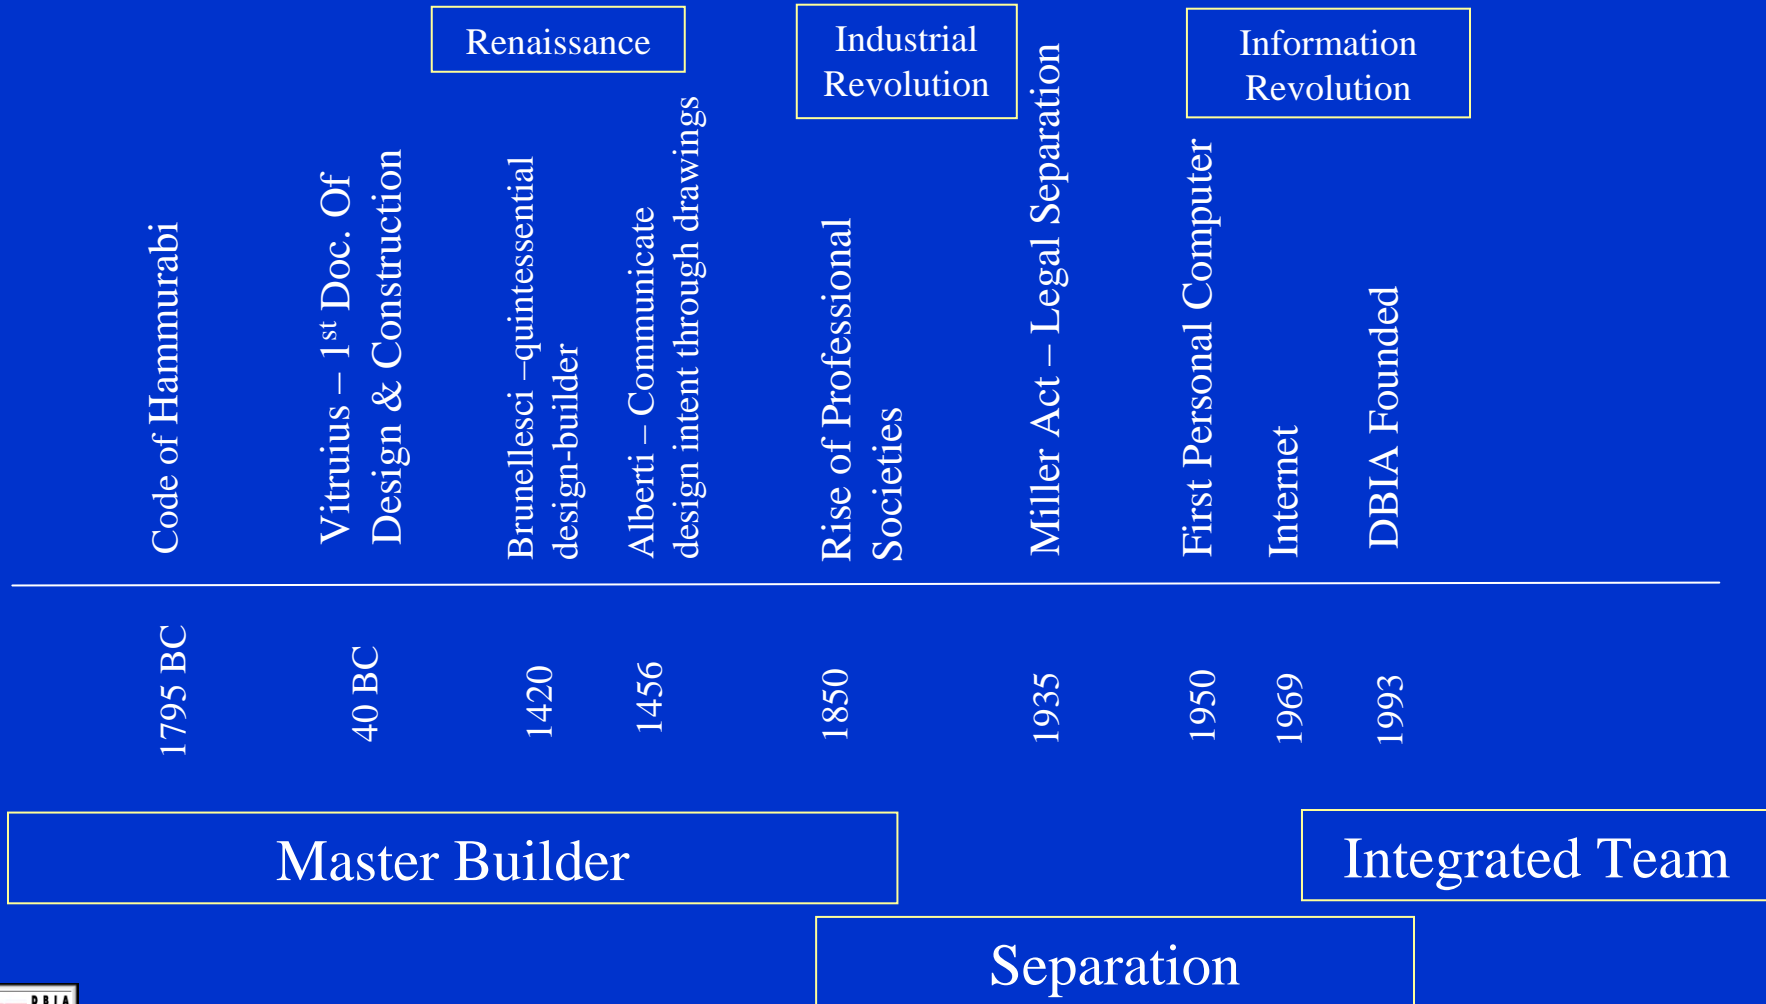 Renaissance
Industrial
Revolution
Information
Revolution
Code of Hammurabi
Vitruius – 1st Doc. Of
Design & Construction
Brunellesci –quintessential
design-builder
Alberti – Communicate
design intent through drawings
Rise of Professional
Societies
Miller Act – Legal Separation
First Personal Computer
Internet
DBIA Founded
1795 BC
40 BC
1420
1456
1850
1935
1950
1969
1993
Master Builder
Integrated Team
Separation
DBIA